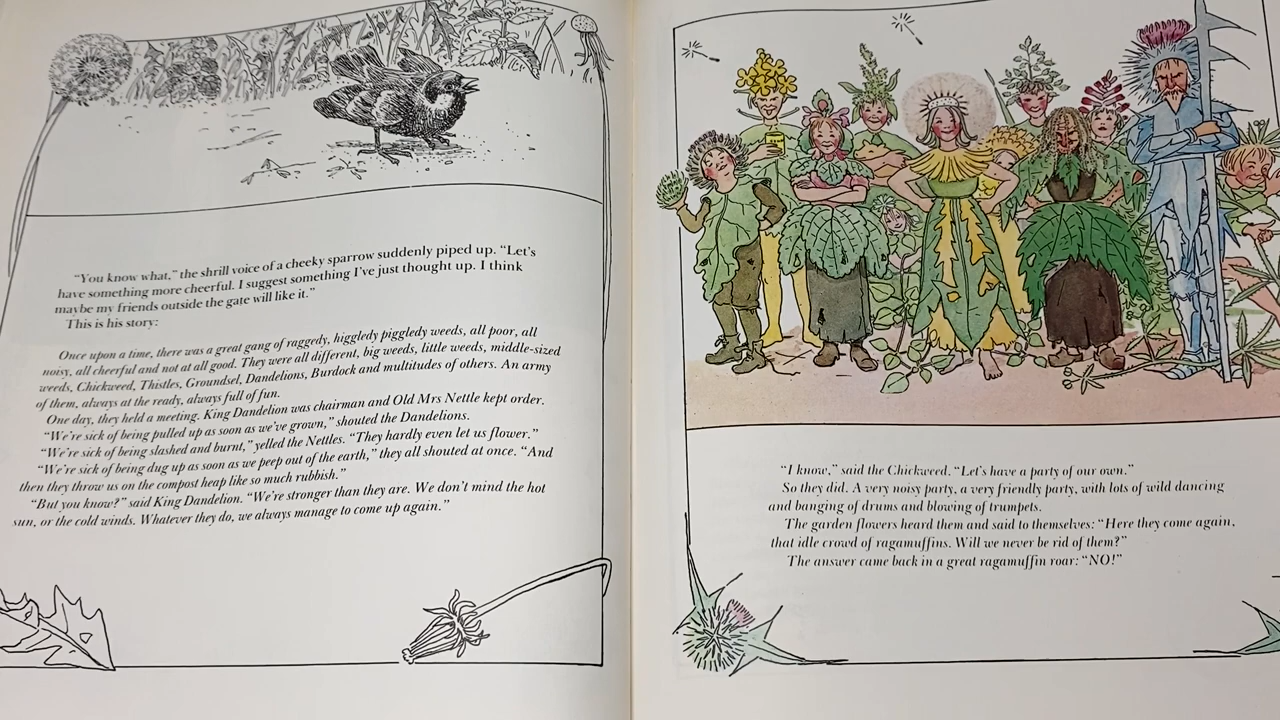 "You know what," the shrill voice of a cheeky sparrow suddenly piped up. "Let's
have something more cheerful. I suggest something I've just thought up. I think
maybe my friends outside the gate will like it."
This is his story:
Once upon a time, there was a great gang of raggedy, higgledy piggledy weeds, all poor, all
noisy, all cheerful and not at all good. They were all different, big weeds, little weeds, middle-sized
weeds, Chickweed, Thistles, Groundsel, Dandelions, Burdock and multitudes of others. An army
of them, always at the ready, always full of fun.
One day, they held a meeting. King Dandelion was chairman and Old Mrs Nettle kept order.
"We're sick of being pulled up as soon as we've grown," shouted the Dandelions.
"We're sick of being slashed and burnt," yelled the Nettles. "They hardly even let us flower."
"We're sick of being dug up as soon as we peep out of the earth," they all shouted at once. "And
then they throw us on the compost heap like so much rubbish."
"But you know?" said King Dandelion. "We're stronger than they are. We don't mind the hot
sun, or the cold winds. Whatever they do, we always manage to come up again."
"I know," said the Chickweed. "Let's have a party of our own."
So they did. A very noisy party, a very friendly party, with lots of wild dancing
and banging of drums and blowing of trumpets.
The garden flowers heard them and said to themselves: "Here they come again,
that idle crowd of ragamuffins. Will we never be rid of them?"
The answer came back in a great ragamuffin roar: "NO!"